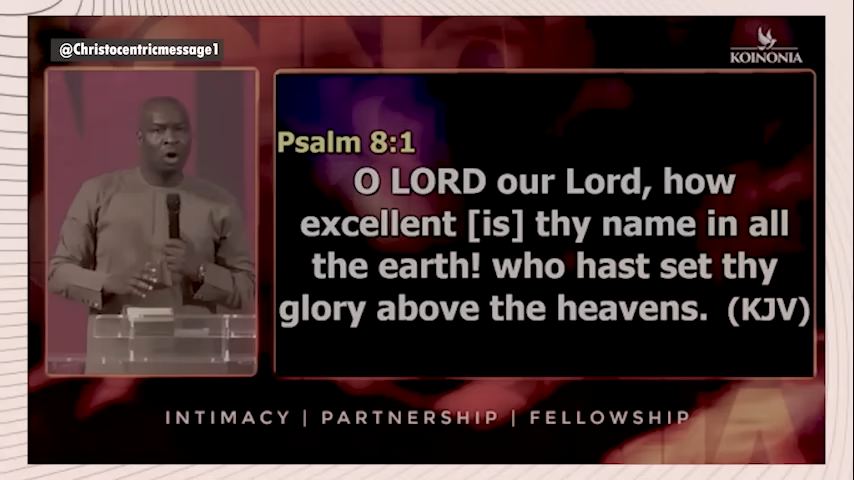 @Christocentricmessage1
KOINONIA
Psalm 8:1
O LORD our Lord, how
excellent [is] thy name in all
the earth! who hast set thy
glory above the heavens. (KJV)
INTIMACY | PARTNERSHIP | FELLOWSHIP